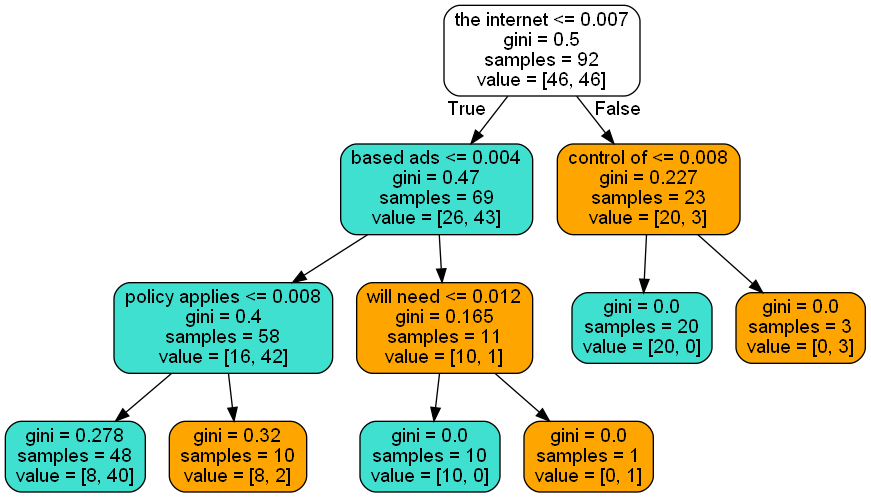 the internet <= 0.007
gini = 0.5
samples = 92
value = [46, 46]
True
False
based ads <= 0.004
gini = 0.47
samples = 69
value = [26, 43]
control of <= 0.008
gini = 0.227
samples = 23
value = [20, 3]
policy applies <= 0.008
gini = 0.4
samples = 58
value = [16, 42]
will need <= 0.012
gini = 0.165
samples = 11
value = [10, 1]
gini = 0.0
samples = 20
value = [20, 0]
gini = 0.0
samples = 3
value = [0, 3]
gini = 0.278
samples = 48
value = [8, 40]
gini = 0.32
samples = 10
value = [8, 2]
gini = 0.0
samples = 10
value = [10, 0]
gini = 0.0
samples = 1
value = [0, 1]